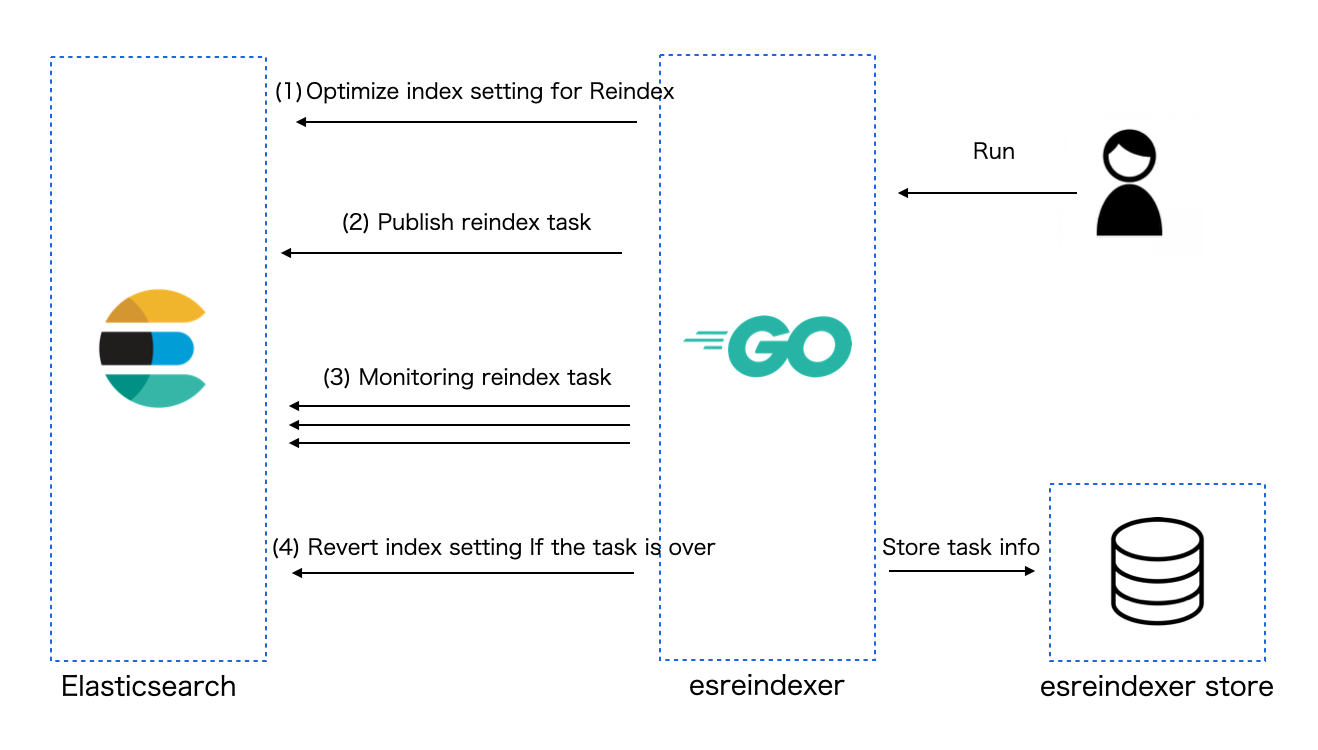 (1) Optimize index setting for Reindex
Run
(2) Publish reindex task
GO
(3) Monitoring reindex task
(4) Revert index setting If the task is over
Store task info
Elasticsearch
esreindexer
esreindexer store